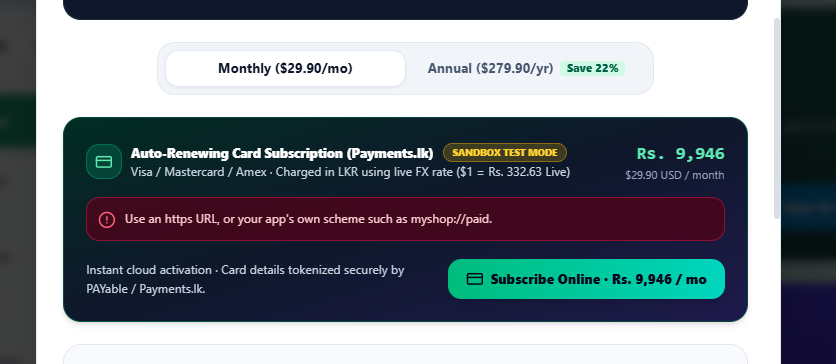 Monthly ($29.90/mo)
Annual ($279.90/yr) Save 22%
Auto-Renewing Card Subscription (Payments.lk) SANDBOX TEST MODE
Rs. 9,946
Visa / Mastercard / Amex · Charged in LKR using live FX rate ($1 = Rs. 332.63 Live)
$29.90 USD / month
Use an https URL, or your app's own scheme such as myshop://paid.
Instant cloud activation · Card details tokenized securely by
PAYable / Payments.lk.
Subscribe Online · Rs. 9,946 / mo